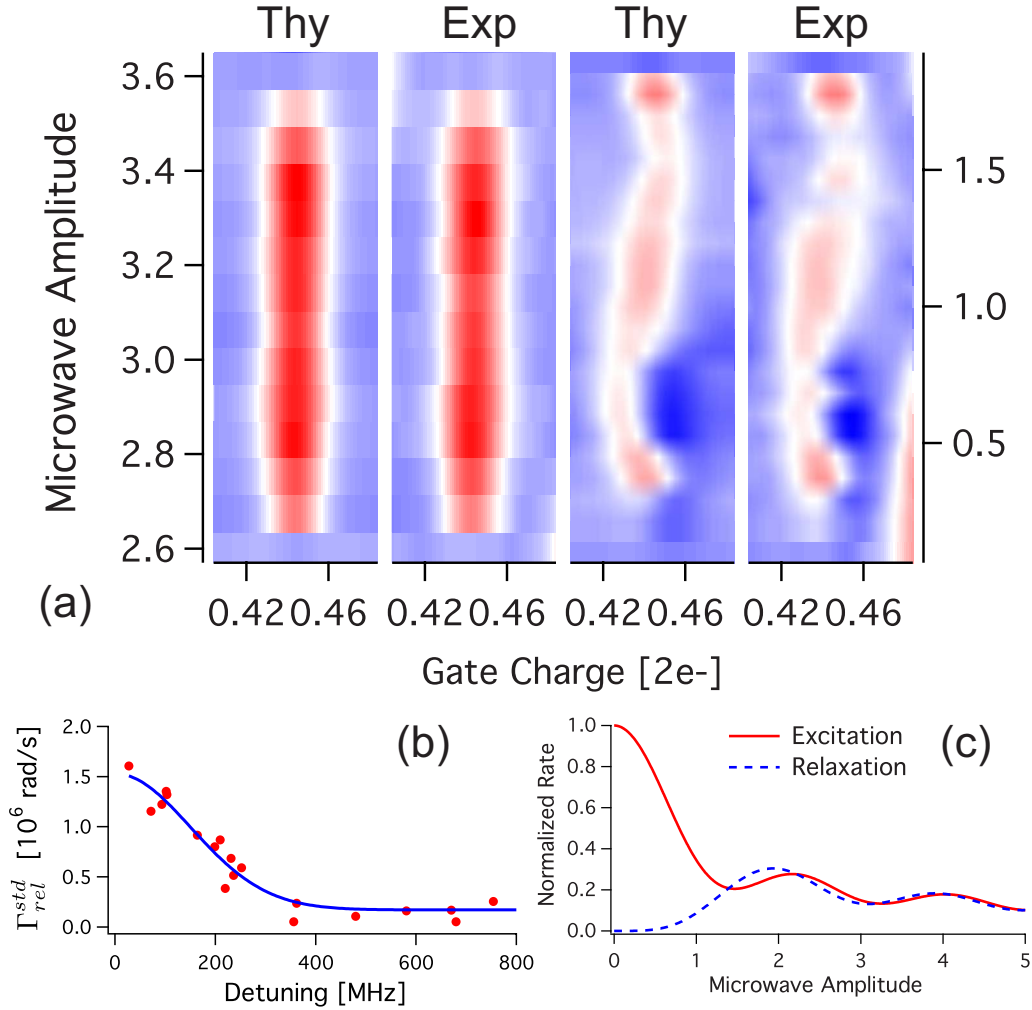 Thy Exp Thy Exp
Microwave Amplitude
3.6
3.4
3.2
3.0
2.8
2.6
1.5
1.0
0.5
(a)
0.42 0.46 0.42 0.46 0.42 0.46 0.42 0.46
Gate Charge [2e-]
(b)
Γ^{std}_{rel} [10^6 rad/s]
2.0
1.5
1.0
0.5
0.0
0 200 400 600 800
Detuning [MHz]
(c)
Excitation
Relaxation
Normalized Rate
1.0
0.8
0.6
0.4
0.2
0.0
0 1 2 3 4 5
Microwave Amplitude